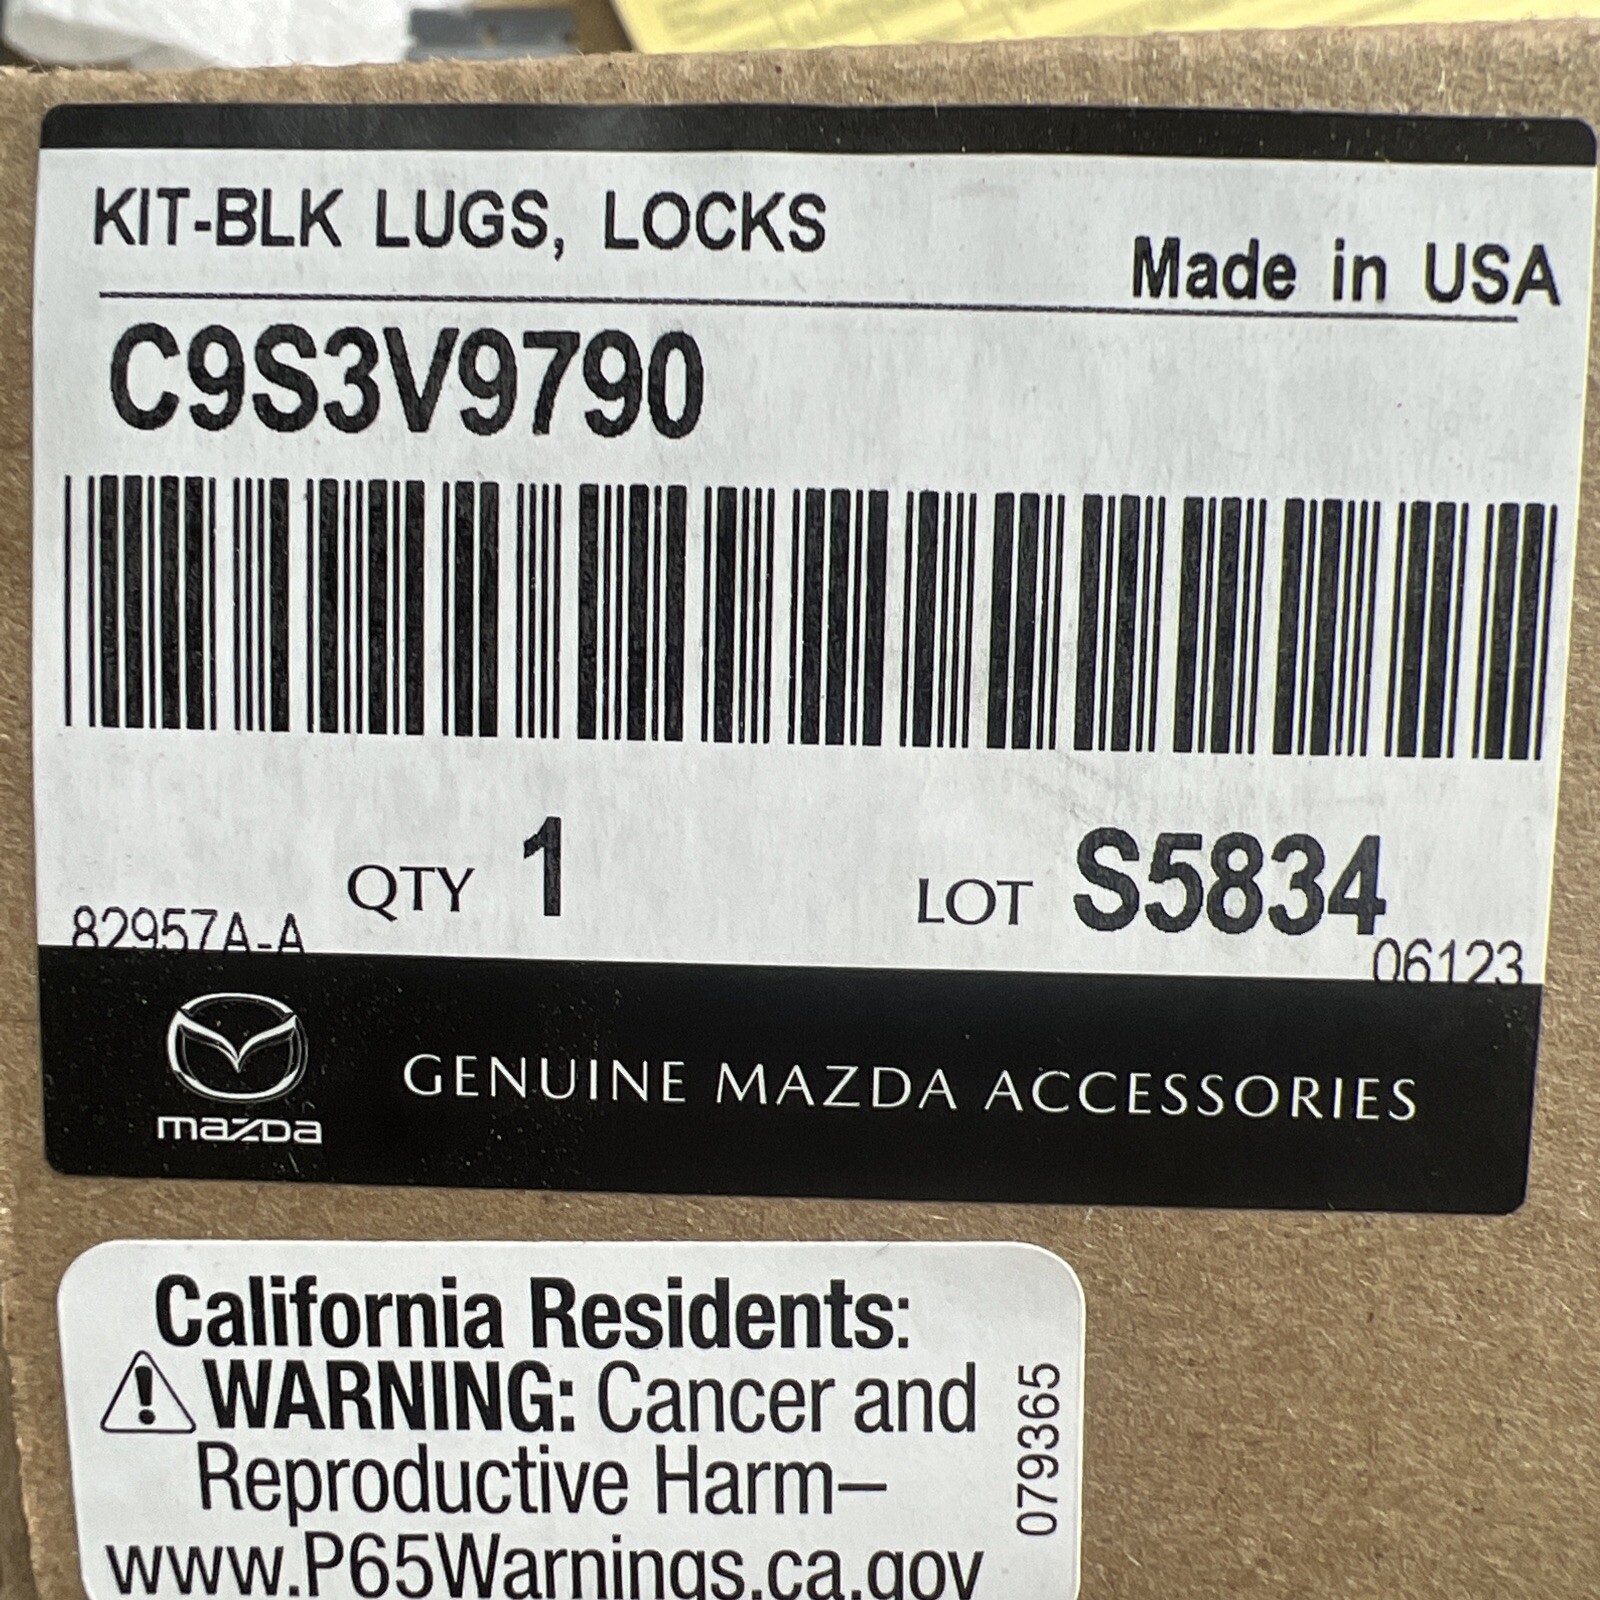 KIT-BLK LUGS, LOCKS
Made in USA
C9S3V9790
QTY 1
LOT S5834
82957A-A
06123
mazda
GENUINE MAZDA ACCESSORIES
California Residents:
WARNING: Cancer and
Reproductive Harm–
www.P65Warnings.ca.gov
079365